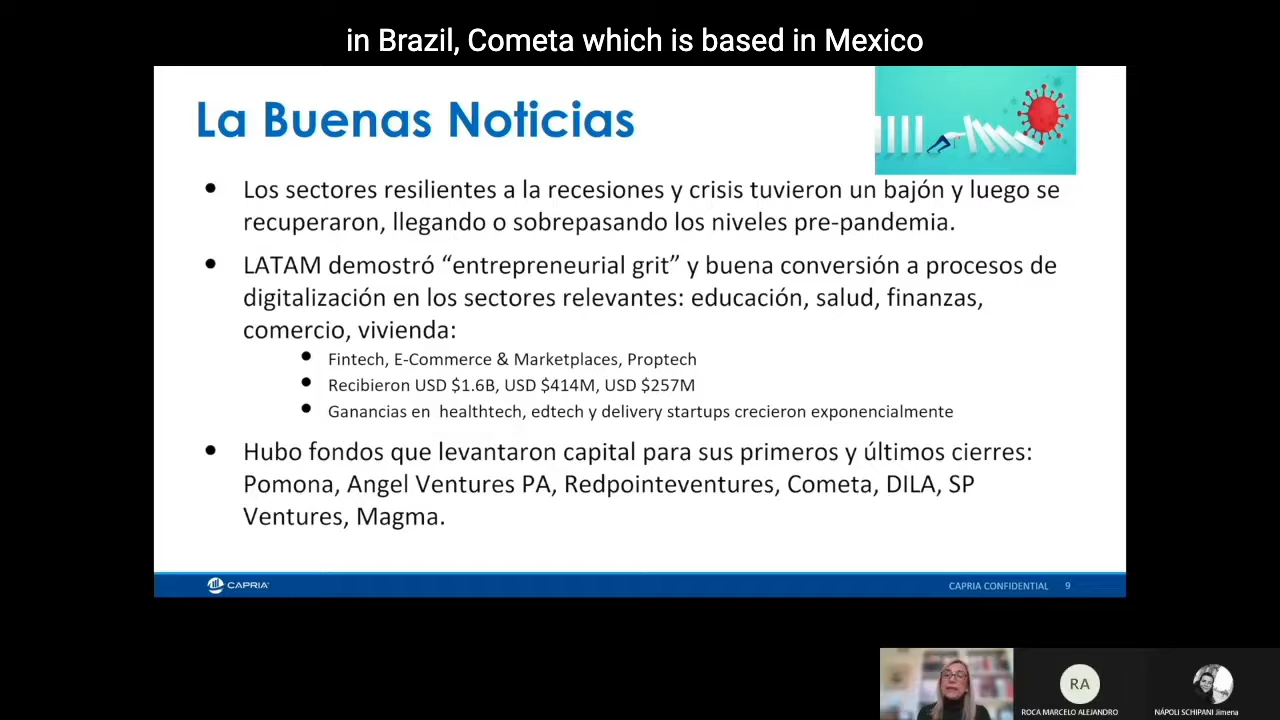 in Brazil, Cometa which is based in Mexico
La Buenas Noticias
• Los sectores resilientes a la recesiones y crisis tuvieron un bajón y luego se
recuperaron, llegando o sobrepasando los niveles pre-pandemia.
• LATAM demostró “entrepreneurial grit” y buena conversión a procesos de
digitalización en los sectores relevantes: educación, salud, finanzas,
comercio, vivienda:
• Fintech, E-Commerce & Marketplaces, Proptech
• Recibieron USD $1.6B, USD $414M, USD $257M
• Ganancias en healthtech, edtech y delivery startups crecieron exponencialmente
• Hubo fondos que levantaron capital para sus primeros y últimos cierres:
Pomona, Angel Ventures PA, Redpointeventures, Cometa, DILA, SP
Ventures, Magma.
CAPRIA
CAPRIA CONFIDENTIAL 9
RA
ROCA MARCELO ALEJANDRO
NÁPOLI SCHIPANI Jimena